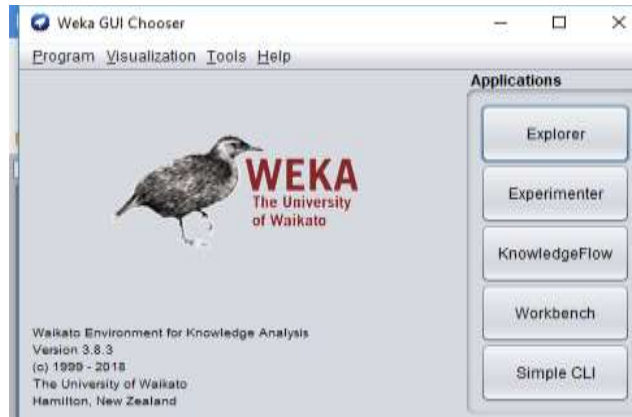 Weka GUI Chooser
Program Visualization Tools Help
Applications
Explorer
Experimenter
KnowledgeFlow
Workbench
Simple CLI
WEKA
The University
of Waikato
Waikato Environment for Knowledge Analysis
Version 3.8.3
(c) 1999 - 2018
The University of Waikato
Hamilton, New Zealand